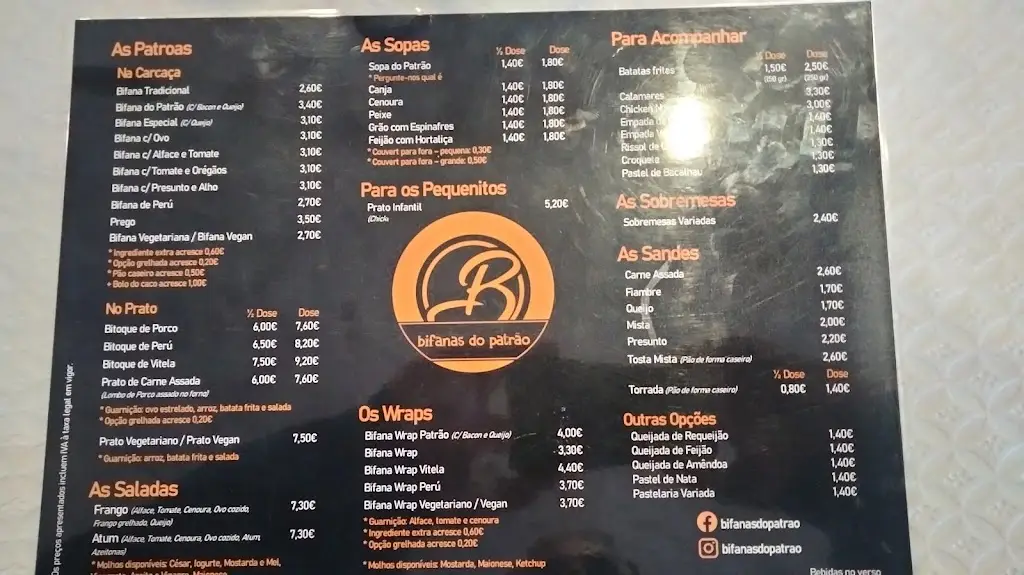 As Patroas
Na Carcaça
Bifana Tradicional 2,60€
Bifana do Patrão (C/ Bacon e Queijo) 3,40€
Bifana Especial (C/ Queijo) 3,10€
Bifana c/ Ovo 3,10€
Bifana c/ Alface e Tomate 3,10€
Bifana c/ Tomate e Orégãos 3,10€
Bifana c/ Presunto e Alho 3,10€
Bifana de Perú 2,70€
Prego 3,50€
Bifana Vegetariana / Bifana Vegan 2,70€
* Ingrediente extra acresce 0,60€
* Opção grelhada acresce 0,20€
* Pão caseiro acresce 0,50€
+ Bolo do caco acresce 1,00€
No Prato ½ Dose Dose
Bitoque de Porco 6,00€ 7,60€
Bitoque de Perú 6,50€ 8,20€
Bitoque de Vitela 7,50€ 9,20€
Prato de Carne Assada 6,00€ 7,60€
(Lombo de Porco assado no forno)
* Guarnição: ovo estrelado, arroz, batata frita e salada
* Opção grelhada acresce 0,20€
Prato Vegetariano / Prato Vegan 7,50€
* Guarnição: arroz, batata frita e salada
As Saladas
Frango (Alface, Tomate, Cenoura, Ovo cozido, 7,30€
Frango grelhado, Queijo)
Atum (Alface, Tomate, Cenoura, Ovo cozido, Atum, 7,30€
Azeitonas)
* Molhos disponíveis: César, Iogurte, Mostarda e Mel,
Os preços apresentados incluem IVA à taxa legal em vigor.
As Sopas ½ Dose Dose
Sopa do Patrão 1,40€ 1,80€
* Pergunte-nos qual é
Canja 1,40€ 1,80€
Cenoura 1,40€ 1,80€
Peixe 1,40€ 1,80€
Grão com Espinafres 1,40€ 1,80€
Feijão com Hortaliça 1,40€ 1,80€
* Couvert para fora – pequena: 0,30€
* Couvert para fora – grande: 0,50€
Para os Pequenitos
Prato Infantil 5,20€
B
bifanas do patrão
Os Wraps
Bifana Wrap Patrão (C/ Bacon e Queijo) 4,00€
Bifana Wrap 3,30€
Bifana Wrap Vitela 4,40€
Bifana Wrap Perú 3,70€
Bifana Wrap Vegetariano / Vegan 3,70€
* Guarnição: Alface, tomate e cenoura
* Ingrediente extra acresce 0,60€
* Opção grelhada acresce 0,20€
* Molhos disponíveis: Mostarda, Maionese, Ketchup
Para Acompanhar
½ Dose Dose
Batatas fritas 1,50€ 2,50€
(150 gr) (250 gr)
Calamares 3,30€
Chicken 3,00€
Empada 1,40€
Empada 1,40€
Rissol de 1,30€
Croquete 1,30€
Pastel de Bacalhau 1,30€
As Sobremesas
Sobremesas Variadas 2,40€
As Sandes
Carne Assada 2,60€
Fiambre 1,70€
Queijo 1,70€
Mista 2,00€
Presunto 2,20€
Tosta Mista (Pão de forma caseiro) 2,60€
½ Dose Dose
Torrada (Pão de forma caseiro) 0,80€ 1,40€
Outras Opções
Queijada de Requeijão 1,40€
Queijada de Feijão 1,40€
Queijada de Amêndoa 1,40€
Pastel de Nata 1,40€
Pastelaria Variada 1,40€
bifanasdopatrao
bifanasdopatrao
Bebidas no verso